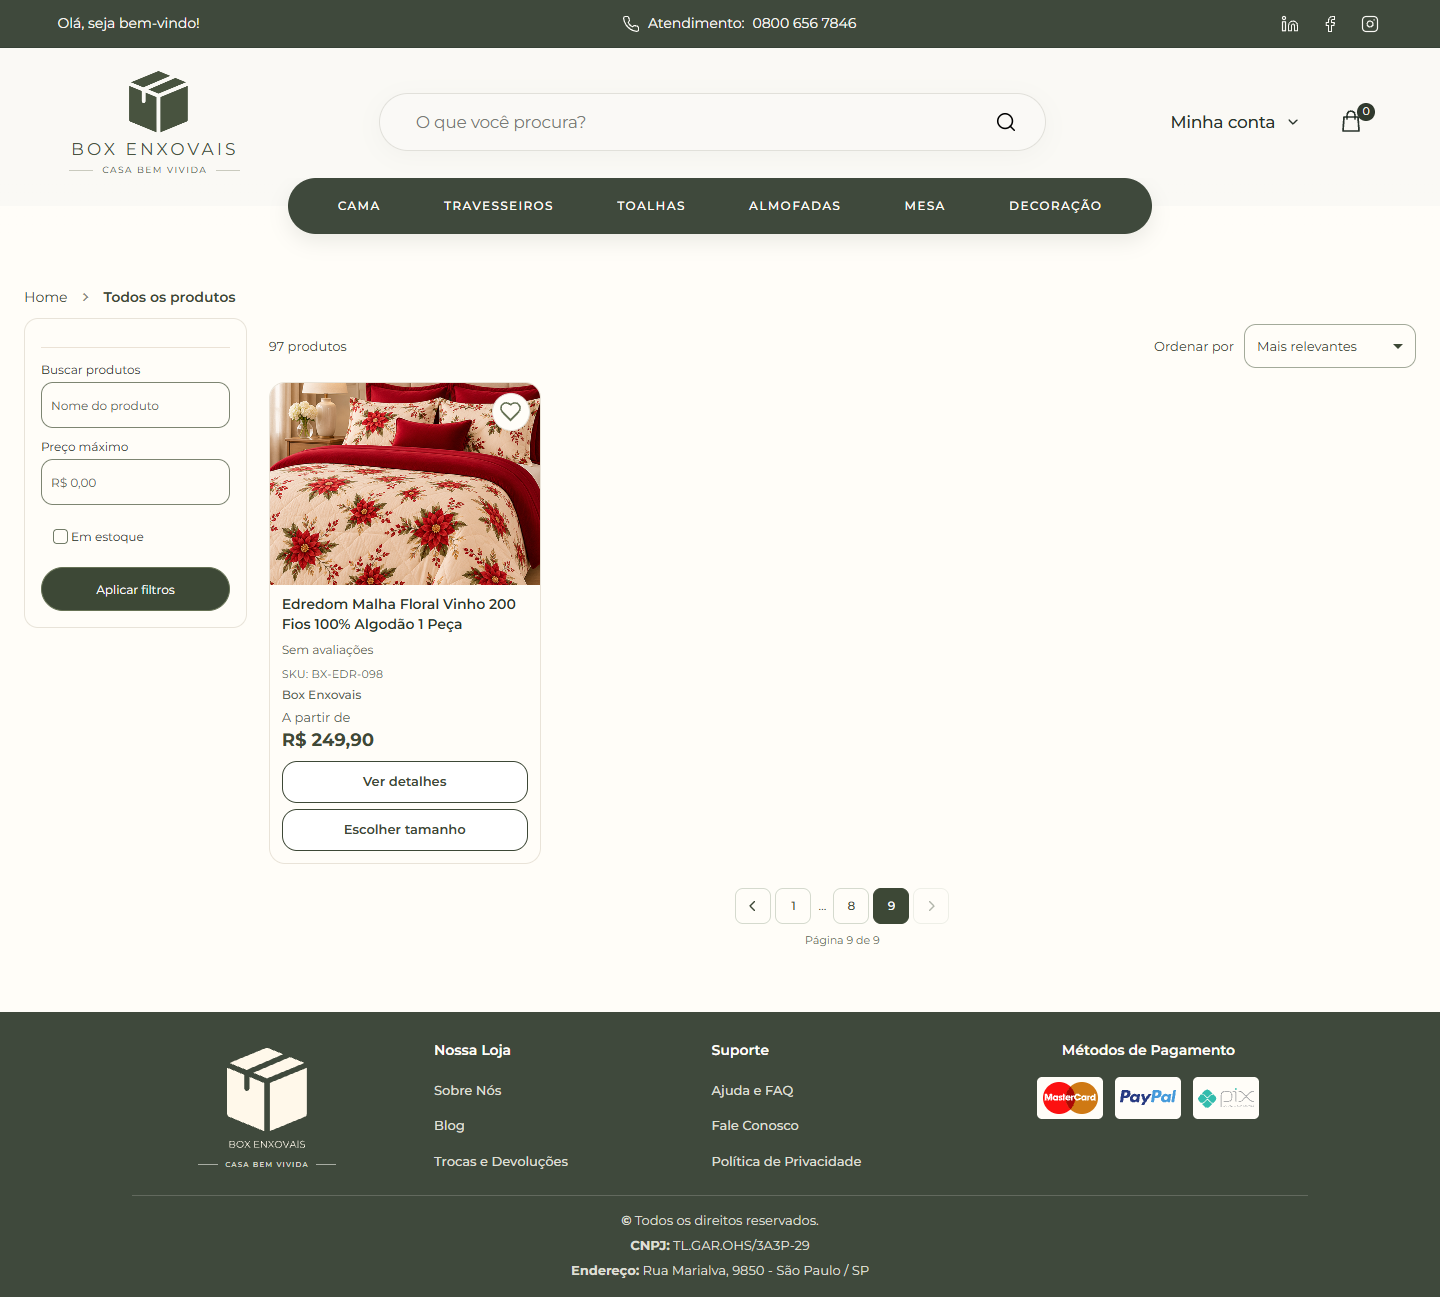 Olá, seja bem-vindo!
Atendimento: 0800 656 7846
BOX ENXOVAIS
CASA BEM VIVIDA
O que você procura?
Minha conta
0
CAMA
TRAVESSEIROS
TOALHAS
ALMOFADAS
MESA
DECORAÇÃO
Home
Todos os produtos
Buscar produtos
Nome do produto
Preço máximo
R$ 0,00
Em estoque
Aplicar filtros
97 produtos
Ordenar por
Mais relevantes
Edredom Malha Floral Vinho 200
Fios 100% Algodão 1 Peça
Sem avaliações
SKU: BX-EDR-098
Box Enxovais
A partir de
R$ 249,90
Ver detalhes
Escolher tamanho
1
...
8
9
Página 9 de 9
BOX ENXOVAIS
CASA BEM VIVIDA
Nossa Loja
Sobre Nós
Blog
Trocas e Devoluções
Suporte
Ajuda e FAQ
Fale Conosco
Política de Privacidade
Métodos de Pagamento
MasterCard
PayPal
pix
© Todos os direitos reservados.
CNPJ: TL.GAR.OHS/3A3P-29
Endereço: Rua Marialva, 9850 - São Paulo / SP